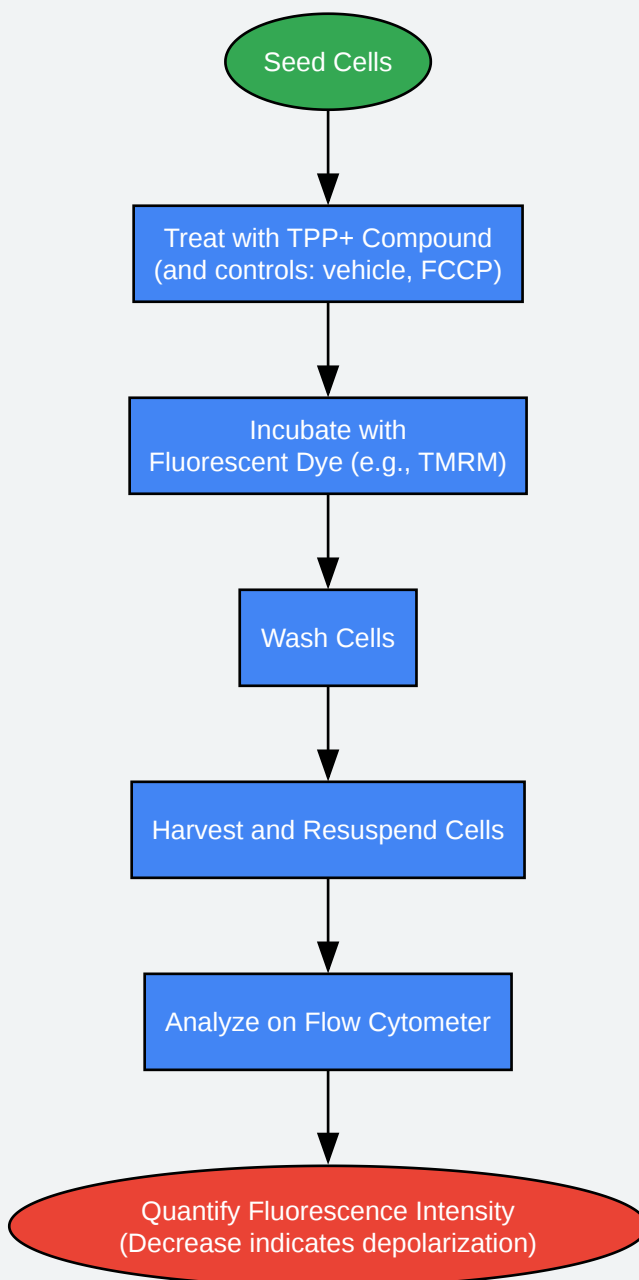 Seed Cells
Treat with TPP+ Compound
(and controls: vehicle, FCCP)
Incubate with
Fluorescent Dye (e.g., TMRM)
Wash Cells
Harvest and Resuspend Cells
Analyze on Flow Cytometer
Quantify Fluorescence Intensity
(Decrease indicates depolarization)